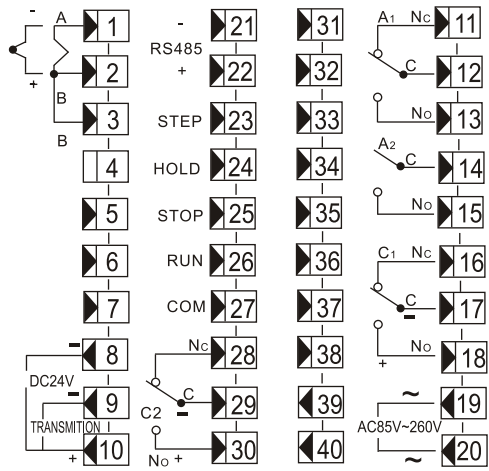 - A 1 - 21 31 A1 Nc 11
RS485
+ 2 + 22 32 C 12
B
B 3 STEP 23 33 No 13
4 HOLD 24 34 A2 C 14
5 STOP 25 35 No 15
6 RUN 26 36 C1 Nc 16
7 COM 27 37 C - 17
- 8 Nc 28 38 No + 18
DC24V
- 9 C - 29 39 ~ 19
TRANSMITION C2 AC85V~260V
+ 10 No + 30 40 ~ 20